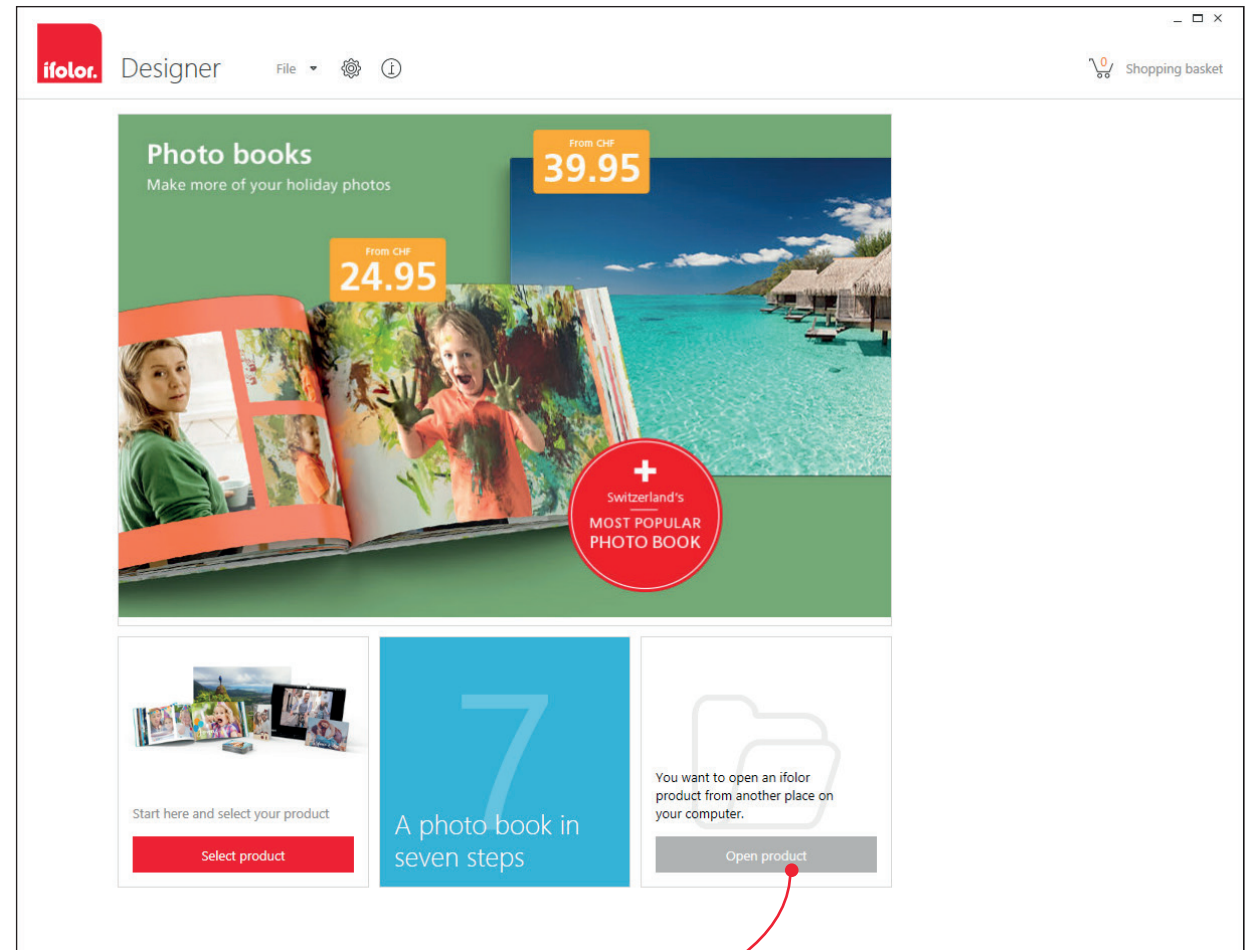 ifolor.
Designer
File
0
Shopping basket
Photo books
Make more of your holiday photos
From CHF
39.95
From CHF
24.95
Switzerland's
MOST POPULAR
PHOTO BOOK
Start here and select your product
Select product
7
A photo book in
seven steps
You want to open an ifolor
product from another place on
your computer.
Open product